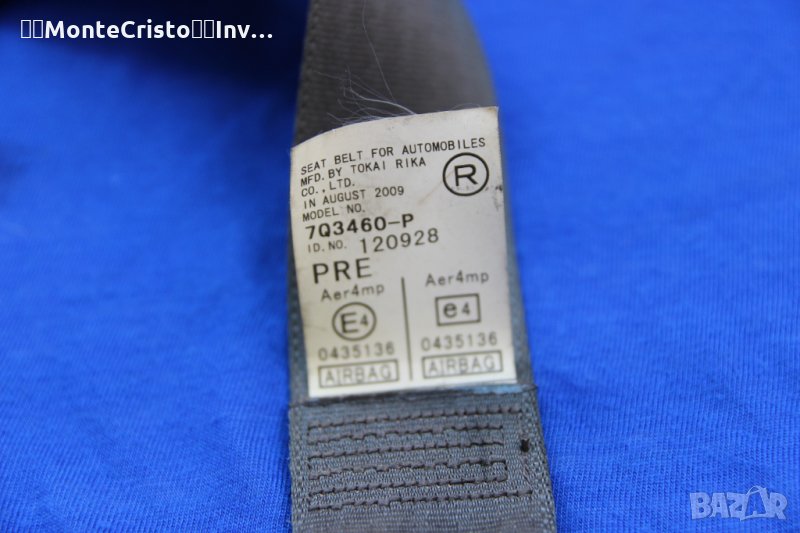 MonteCristo Inv...
SEAT BELT FOR AUTOMOBILES
MFD. BY TOKAI RIKA
CO., LTD.
IN AUGUST 2009
MODEL NO.
7Q3460-P
ID. NO. 120928
R
PRE
Aer4mp Aer4mp
E4 e4
0435136 0435136
AIRBAG AIRBAG
BAZAR